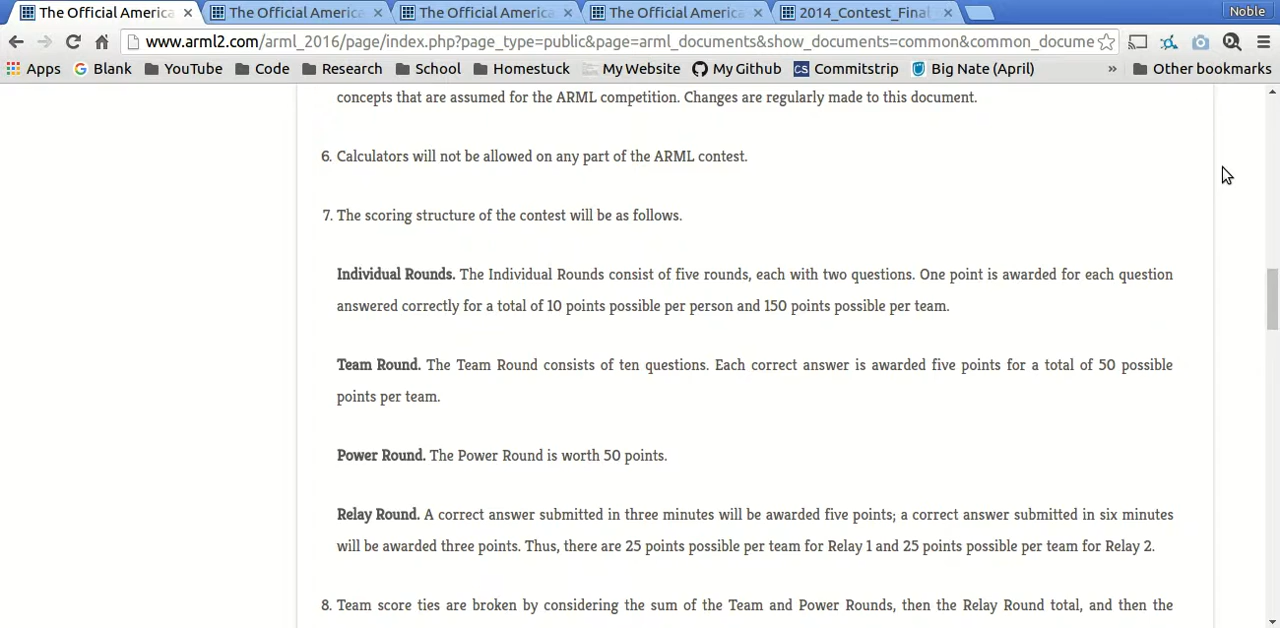 The Official America
The Official America
The Official America
The Official America
2014_Contest_Final
Noble
www.arml2.com/arml_2016/page/index.php?page_type=public&page=arml_documents&show_documents=common&common_docume
Apps
Blank
YouTube
Code
Research
School
Homestuck
My Website
My Github
CS Commitstrip
Big Nate (April)
»
Other bookmarks
concepts that are assumed for the ARML competition. Changes are regularly made to this document.
6. Calculators will not be allowed on any part of the ARML contest.
7. The scoring structure of the contest will be as follows.
Individual Rounds. The Individual Rounds consist of five rounds, each with two questions. One point is awarded for each question
answered correctly for a total of 10 points possible per person and 150 points possible per team.
Team Round. The Team Round consists of ten questions. Each correct answer is awarded five points for a total of 50 possible
points per team.
Power Round. The Power Round is worth 50 points.
Relay Round. A correct answer submitted in three minutes will be awarded five points; a correct answer submitted in six minutes
will be awarded three points. Thus, there are 25 points possible per team for Relay 1 and 25 points possible per team for Relay 2.
8. Team score ties are broken by considering the sum of the Team and Power Rounds, then the Relay Round total, and then the